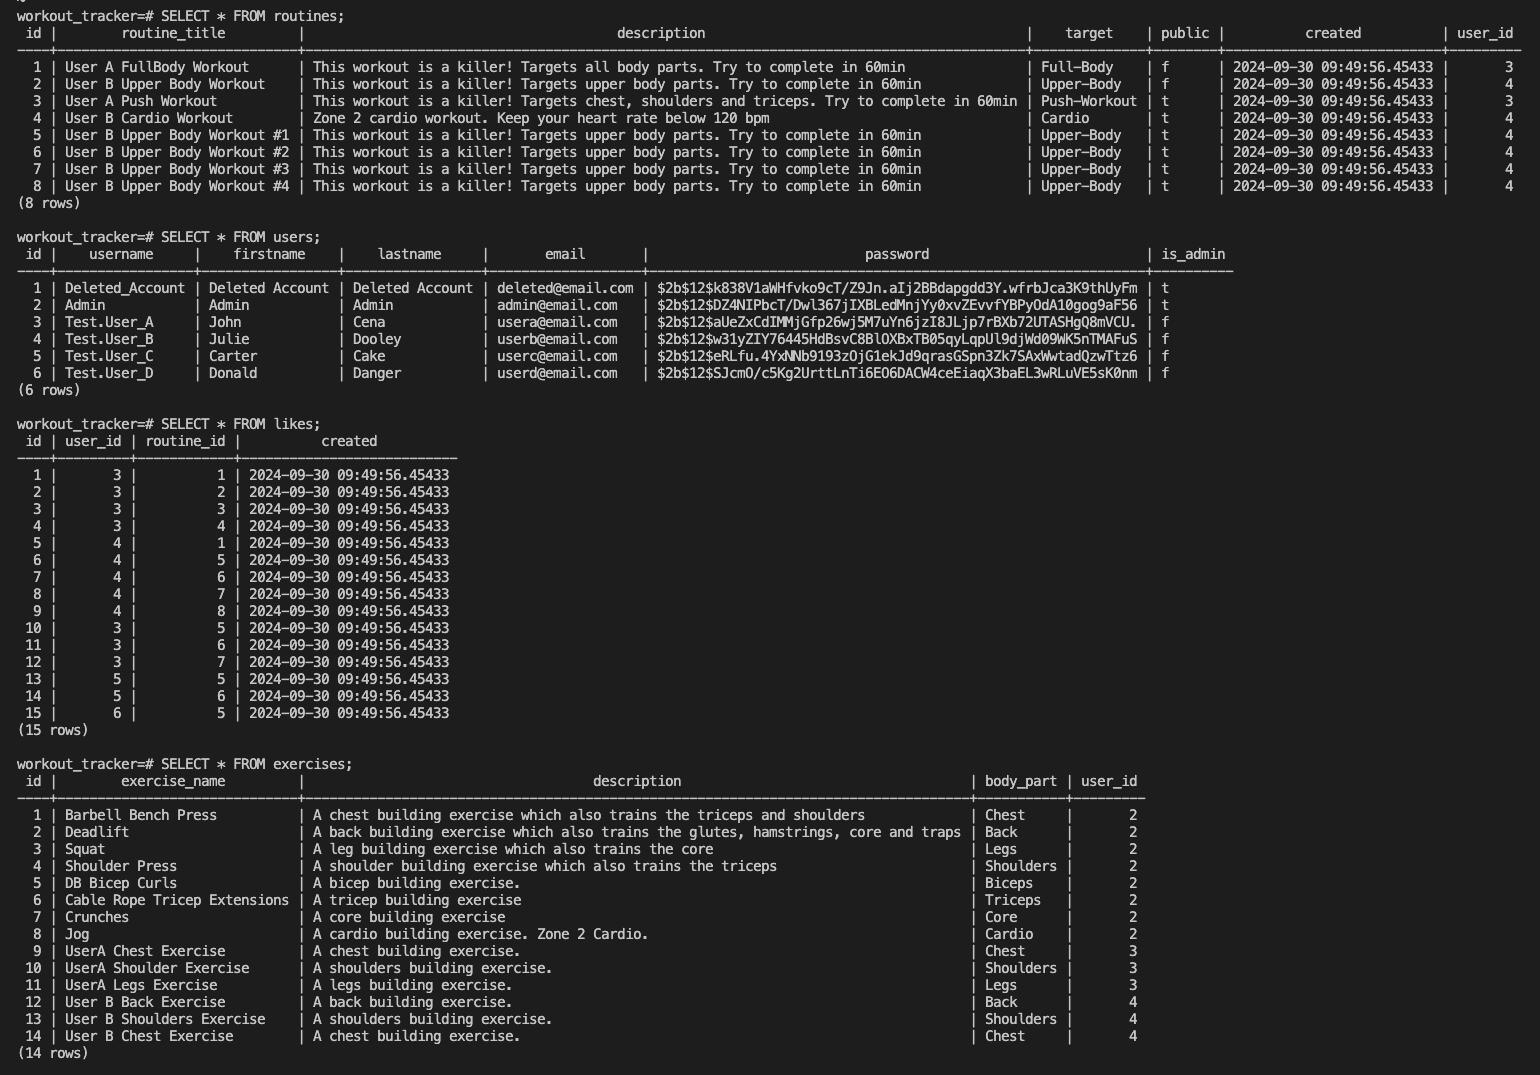 workout_tracker=# SELECT * FROM routines;
 id |        routine_title         |                                       description                                       |    target    | public |          created          | user_id
----+------------------------------+-----------------------------------------------------------------------------------------+--------------+--------+---------------------------+---------
  1 | User A FullBody Workout      | This workout is a killer! Targets all body parts. Try to complete in 60min              | Full-Body    | f      | 2024-09-30 09:49:56.45433 |       3
  2 | User B Upper Body Workout    | This workout is a killer! Targets upper body parts. Try to complete in 60min            | Upper-Body   | f      | 2024-09-30 09:49:56.45433 |       4
  3 | User A Push Workout          | This workout is a killer! Targets chest, shoulders and triceps. Try to complete in 60min | Push-Workout | t      | 2024-09-30 09:49:56.45433 |       3
  4 | User B Cardio Workout        | Zone 2 cardio workout. Keep your heart rate below 120 bpm                               | Cardio       | t      | 2024-09-30 09:49:56.45433 |       4
  5 | User B Upper Body Workout #1 | This workout is a killer! Targets upper body parts. Try to complete in 60min            | Upper-Body   | t      | 2024-09-30 09:49:56.45433 |       4
  6 | User B Upper Body Workout #2 | This workout is a killer! Targets upper body parts. Try to complete in 60min            | Upper-Body   | t      | 2024-09-30 09:49:56.45433 |       4
  7 | User B Upper Body Workout #3 | This workout is a killer! Targets upper body parts. Try to complete in 60min            | Upper-Body   | t      | 2024-09-30 09:49:56.45433 |       4
  8 | User B Upper Body Workout #4 | This workout is a killer! Targets upper body parts. Try to complete in 60min            | Upper-Body   | t      | 2024-09-30 09:49:56.45433 |       4
(8 rows)
workout_tracker=# SELECT * FROM users;
 id |    username     |    firstname    |    lastname     |       email       |                           password                           | is_admin
----+-----------------+-----------------+-----------------+-------------------+--------------------------------------------------------------+----------
  1 | Deleted_Account | Deleted Account | Deleted Account | deleted@email.com | $2b$12$k838V1aWHfvko9cT/Z9Jn.aIj2BBdapgdd3Y.wfrbJca3K9thUyFm | t
  2 | Admin           | Admin           | Admin           | admin@email.com   | $2b$12$DZ4NIPbcT/Dwl367jIXBLedMnjYy0xvZEvvfYBPyOdA10gog9aF56 | t
  3 | Test.User_A     | John            | Cena            | usera@email.com   | $2b$12$aUeZxCdIMMjGfp26wj5M7uYn6jzI8JLjp7rBXb72UTASHgQ8mVCU. | f
  4 | Test.User_B     | Julie           | Dooley          | userb@email.com   | $2b$12$w31yZIY76445HdBsvC8BlOXBxTB05qyLqpUl9djWd09WK5nTMAFuS | f
  5 | Test.User_C     | Carter          | Cake            | userc@email.com   | $2b$12$eRLfu.4YxNNb9193zOjG1ekJd9qrasGSpn3Zk7SAxWwtadQzwTtz6 | f
  6 | Test.User_D     | Donald          | Danger          | userd@email.com   | $2b$12$SJcmO/c5Kg2UrttLnTi6EO6DACW4ceEiaqX3baEL3wRLuVE5sK0nm | f
(6 rows)
workout_tracker=# SELECT * FROM likes;
 id | user_id | routine_id |          created
----+---------+------------+---------------------------
  1 |       3 |          1 | 2024-09-30 09:49:56.45433
  2 |       3 |          2 | 2024-09-30 09:49:56.45433
  3 |       3 |          3 | 2024-09-30 09:49:56.45433
  4 |       3 |          4 | 2024-09-30 09:49:56.45433
  5 |       4 |          1 | 2024-09-30 09:49:56.45433
  6 |       4 |          5 | 2024-09-30 09:49:56.45433
  7 |       4 |          6 | 2024-09-30 09:49:56.45433
  8 |       4 |          7 | 2024-09-30 09:49:56.45433
  9 |       4 |          8 | 2024-09-30 09:49:56.45433
 10 |       3 |          5 | 2024-09-30 09:49:56.45433
 11 |       3 |          6 | 2024-09-30 09:49:56.45433
 12 |       3 |          7 | 2024-09-30 09:49:56.45433
 13 |       5 |          5 | 2024-09-30 09:49:56.45433
 14 |       5 |          6 | 2024-09-30 09:49:56.45433
 15 |       6 |          5 | 2024-09-30 09:49:56.45433
(15 rows)
workout_tracker=# SELECT * FROM exercises;
 id |        exercise_name         |                                   description                                    | body_part | user_id
----+------------------------------+----------------------------------------------------------------------------------+-----------+---------
  1 | Barbell Bench Press          | A chest building exercise which also trains the triceps and shoulders            | Chest     |       2
  2 | Deadlift                     | A back building exercise which also trains the glutes, hamstrings, core and traps | Back      |       2
  3 | Squat                        | A leg building exercise which also trains the core                               | Legs      |       2
  4 | Shoulder Press               | A shoulder building exercise which also trains the triceps                       | Shoulders |       2
  5 | DB Bicep Curls               | A bicep building exercise.                                                       | Biceps    |       2
  6 | Cable Rope Tricep Extensions | A tricep building exercise                                                       | Triceps   |       2
  7 | Crunches                     | A core building exercise                                                         | Core      |       2
  8 | Jog                          | A cardio building exercise. Zone 2 Cardio.                                       | Cardio    |       2
  9 | UserA Chest Exercise         | A chest building exercise.                                                       | Chest     |       3
 10 | UserA Shoulder Exercise      | A shoulders building exercise.                                                   | Shoulders |       3
 11 | UserA Legs Exercise          | A legs building exercise.                                                        | Legs      |       3
 12 | User B Back Exercise         | A back building exercise.                                                        | Back      |       4
 13 | User B Shoulders Exercise    | A shoulders building exercise.                                                   | Shoulders |       4
 14 | User B Chest Exercise        | A chest building exercise.                                                       | Chest     |       4
(14 rows)